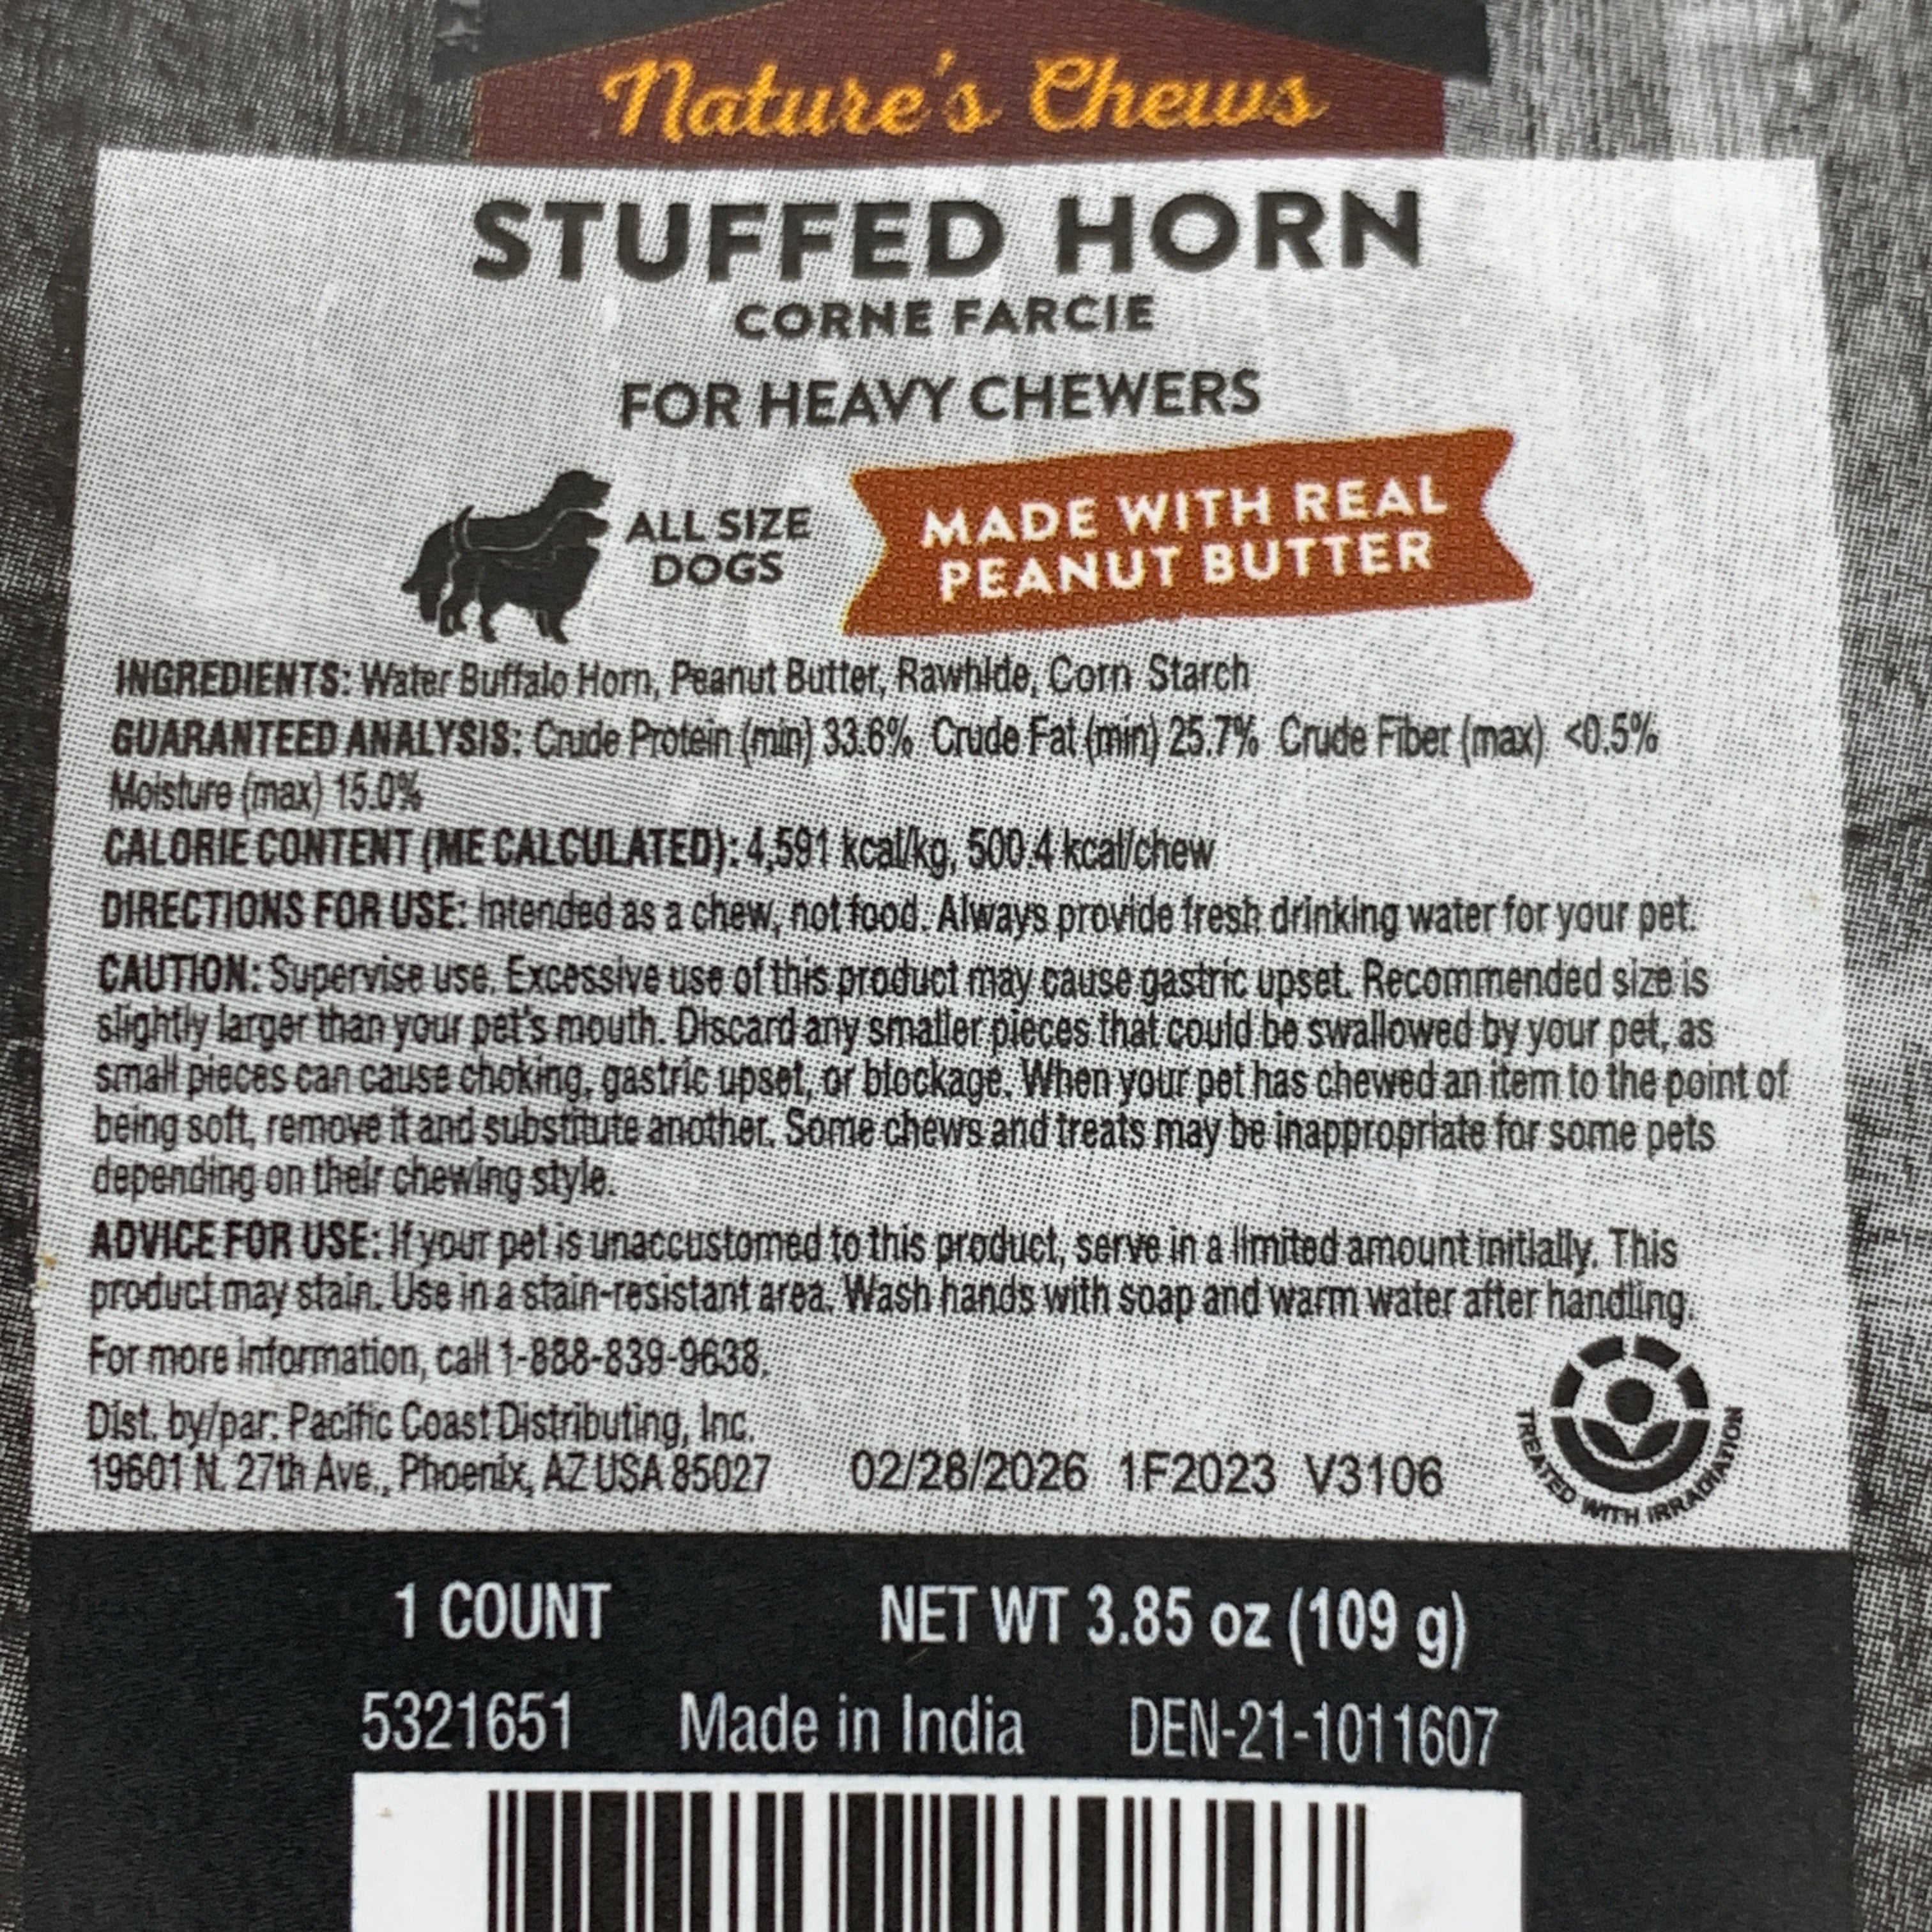 Nature's Chews
STUFFED HORN
CORNE FARCIE
FOR HEAVY CHEWERS
ALL SIZE
DOGS
MADE WITH REAL
PEANUT BUTTER
INGREDIENTS: Water Buffalo Horn, Peanut Butter, Rawhide, Corn Starch
GUARANTEED ANALYSIS: Crude Protein (min) 33.6% Crude Fat (min) 25.7% Crude Fiber (max) <0.5%
Moisture (max) 15.0%
CALORIE CONTENT (ME CALCULATED): 4,591 kcal/kg, 500.4 kcal/chew
DIRECTIONS FOR USE: Intended as a chew, not food. Always provide fresh drinking water for your pet.
CAUTION: Supervise use. Excessive use of this product may cause gastric upset. Recommended size is
slightly larger than your pet's mouth. Discard any smaller pieces that could be swallowed by your pet, as
small pieces can cause choking, gastric upset, or blockage. When your pet has chewed an item to the point of
being soft, remove it and substitute another. Some chews and treats may be inappropriate for some pets
depending on their chewing style.
ADVICE FOR USE: If your pet is unaccustomed to this product, serve in a limited amount initially. This
product may stain. Use in a stain-resistant area. Wash hands with soap and warm water after handling.
For more information, call 1-888-839-9638.
Dist. by/par: Pacific Coast Distributing, Inc.
19601 N. 27th Ave., Phoenix, AZ USA 85027
02/28/2026 1F2023 V3106
TREATED WITH IRRADIATION
1 COUNT
NET WT 3.85 oz (109 g)
5321651
Made in India
DEN-21-1011607